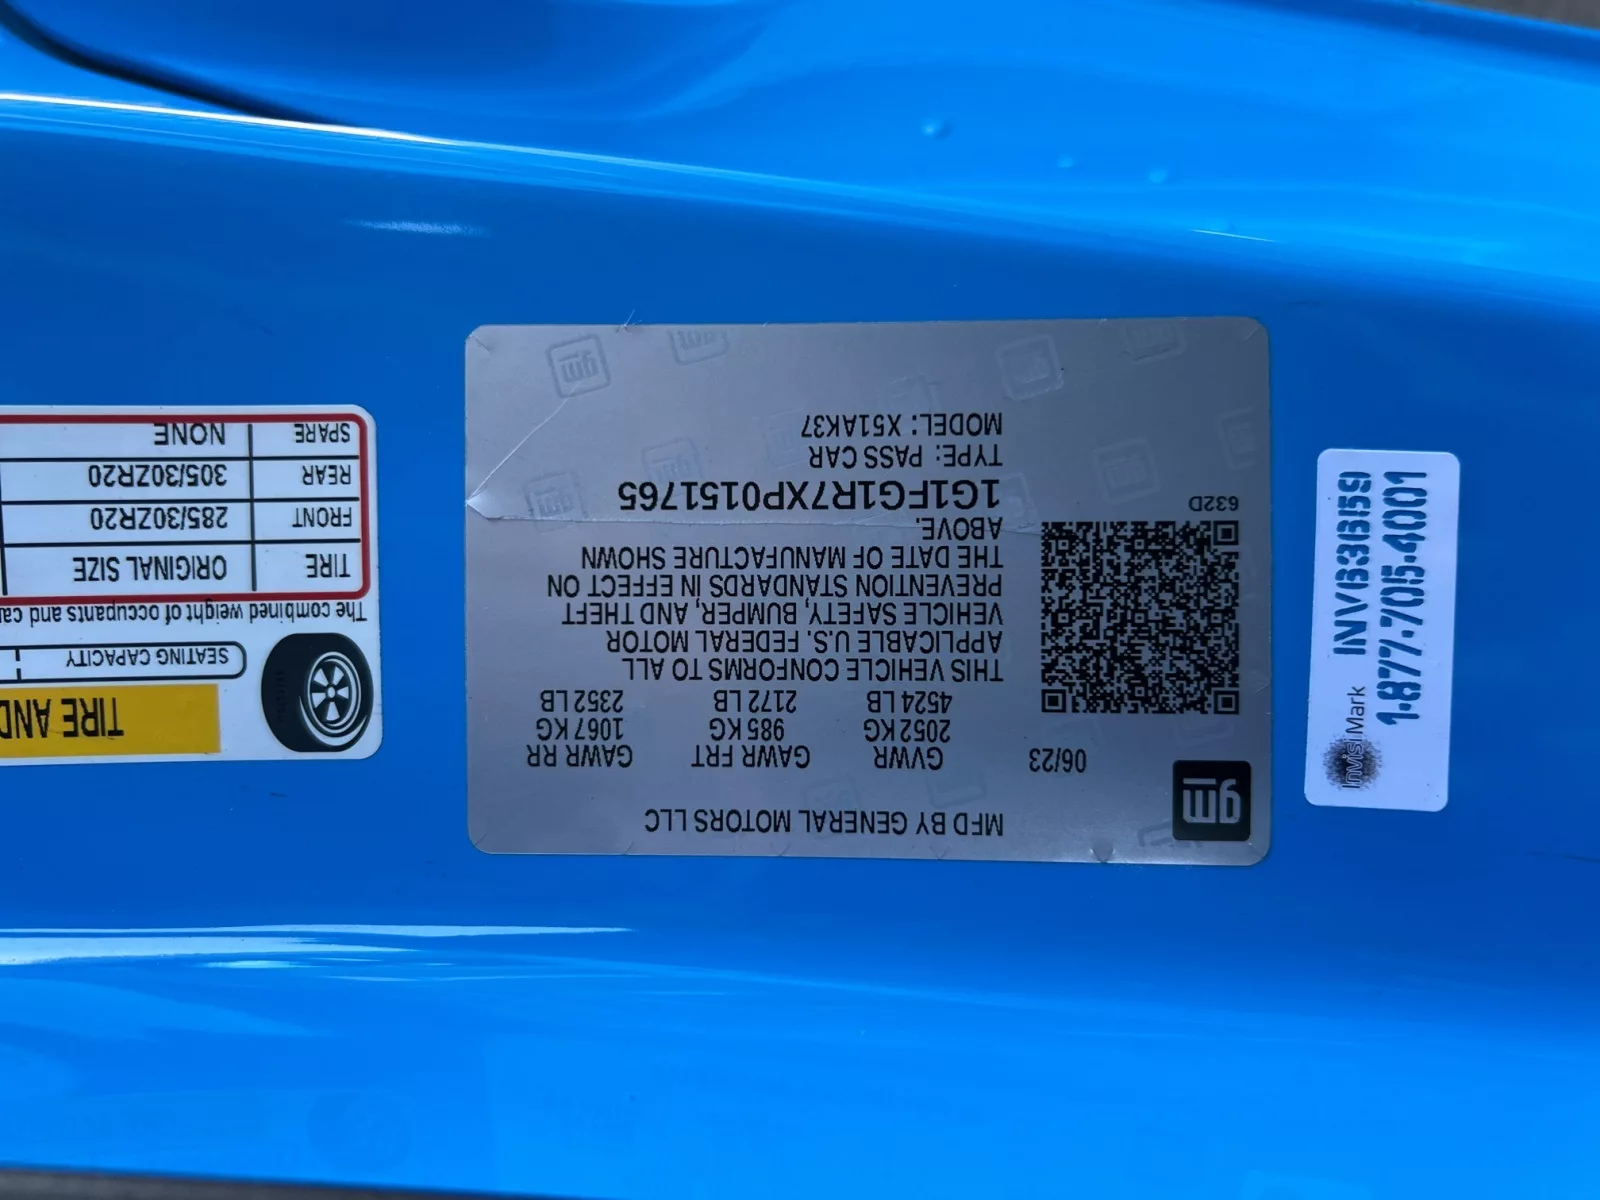 gm
MFD BY GENERAL MOTORS LLC
06/23 GVWR GAWR FRT GAWR RR
2052 KG 985 KG 1067 KG
4524 LB 2172 LB 2352 LB
THIS VEHICLE CONFORMS TO ALL
APPLICABLE U.S. FEDERAL MOTOR
VEHICLE SAFETY, BUMPER, AND THEFT
PREVENTION STANDARDS IN EFFECT ON
THE DATE OF MANUFACTURE SHOWN
ABOVE.
632D
1G1FG1R7XP0151765
TYPE: PASS CAR
MODEL: X51AK37
TIRE AND
SEATING CAPACITY
The combined weight of occupants and
TIRE ORIGINAL SIZE
FRONT 285/30ZR20
REAR 305/30ZR20
SPARE NONE
InvisiMark INV633659
1-877-705-4001